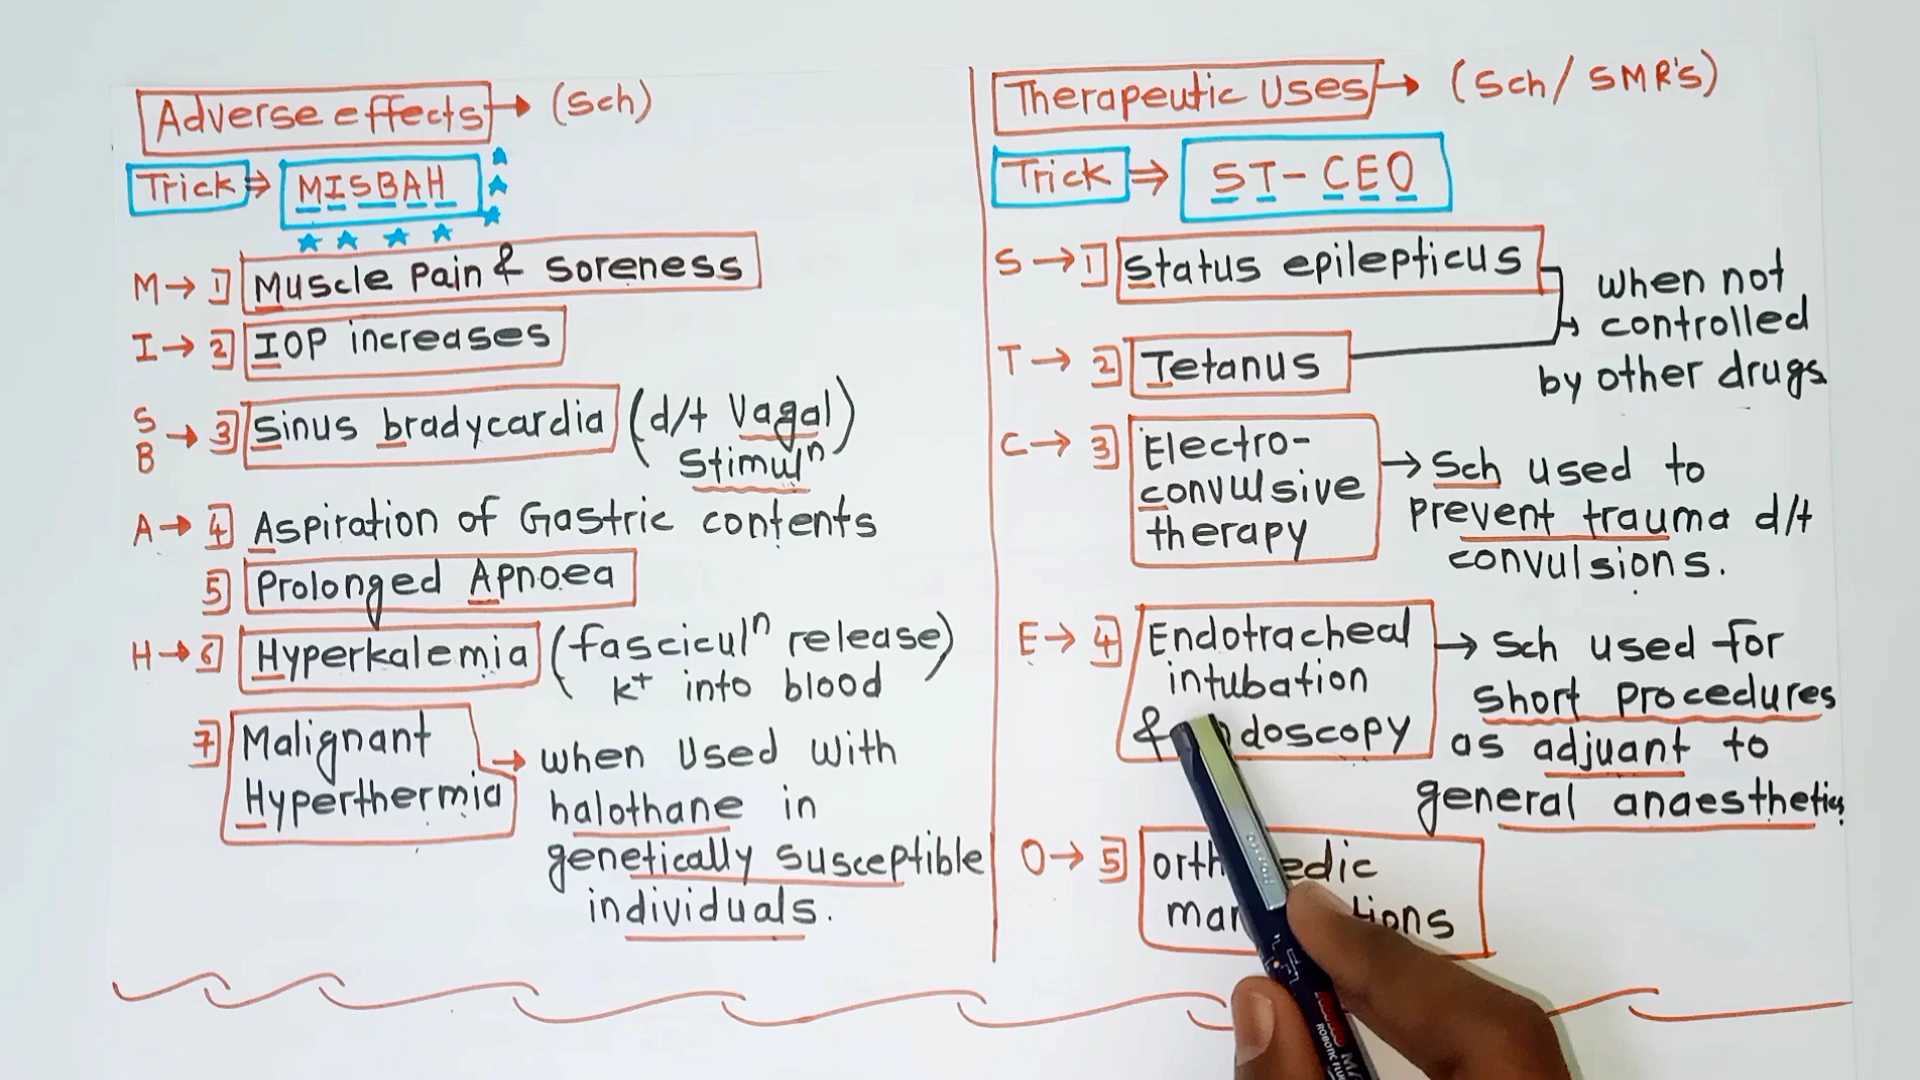 Adverse effects → (Sch)
Trick ⇒ MISBAH
M → 1] Muscle Pain & soreness
I → 2] IOP increases
S B → 3] Sinus bradycardia (d/t Vagal
Stimulⁿ)
A → 4] Aspiration of Gastric contents
5] Prolonged Apnoea
H → 6] Hyperkalemia (fasciculⁿ release
K⁺ into blood)
7] Malignant
Hyperthermia → when used with
halothane in
genetically susceptible
individuals.
Therapeutic Uses → (Sch/SMR's)
Trick ⇒ ST-CEO
S → 1] Status epilepticus
T → 2] Tetanus
when not
controlled
by other drugs
C → 3] Electro-
convulsive
therapy
→ Sch used to
prevent trauma d/t
convulsions.
E → 4] Endotracheal
intubation
& doscopy
→ Sch used for
short procedures
as adjuant to
general anaesthetics
O → 5]